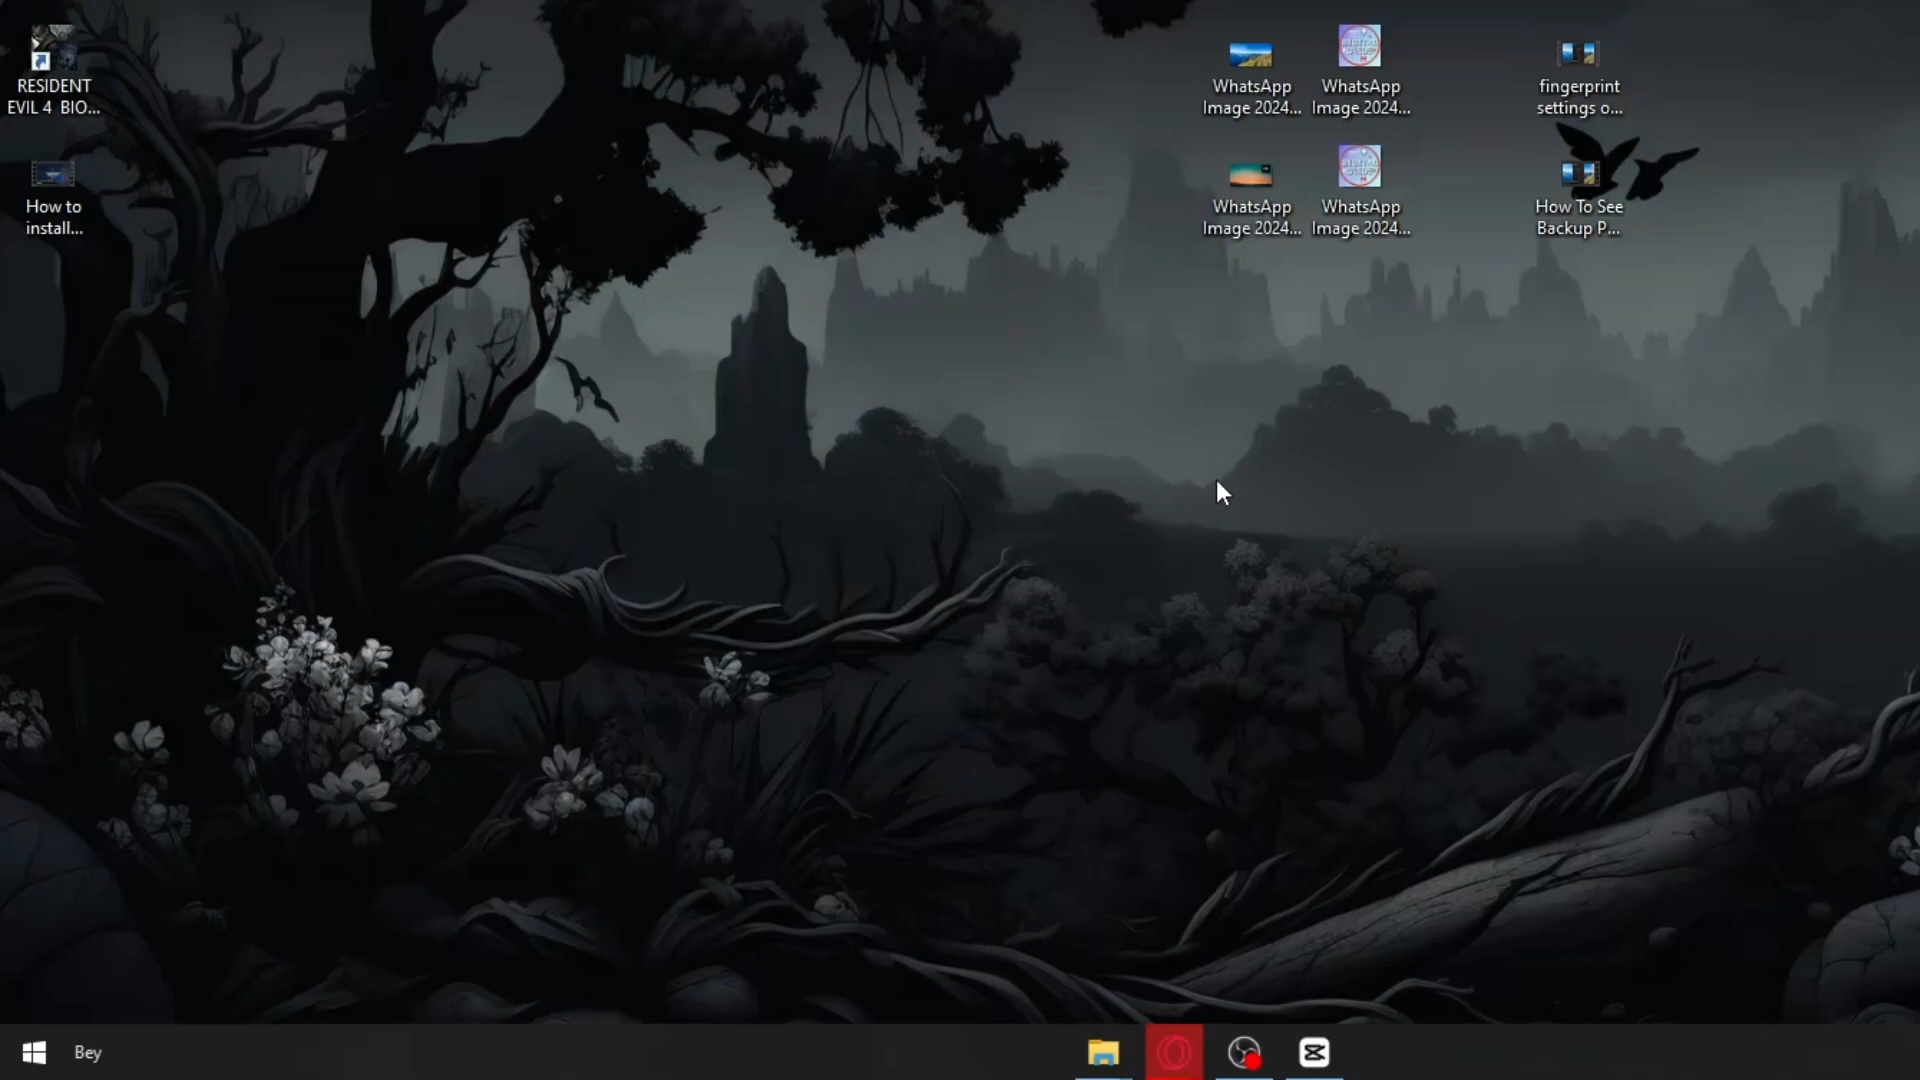 RESIDENT
EVIL 4 BIO...
How to
install...
WhatsApp
Image 2024...
WhatsApp
Image 2024...
fingerprint
settings o...
WhatsApp
Image 2024...
WhatsApp
Image 2024...
How To See
Backup P...
Bey